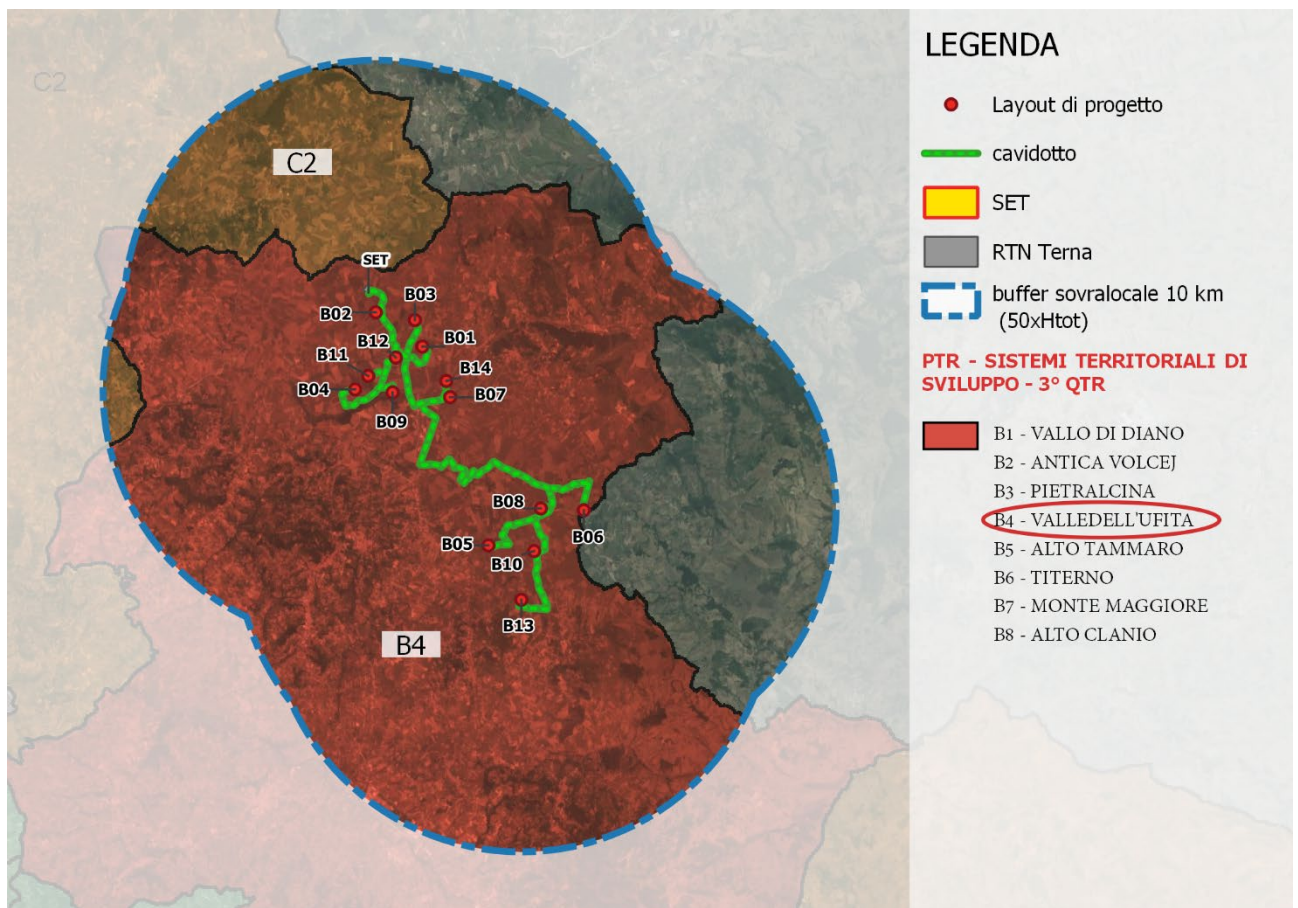 C2
C2
SET
B03
B02
B01
B12
B11
B14
B04
B07
B09
B08
B06
B05
B10
B13
B4
LEGENDA
Layout di progetto
cavidotto
SET
RTN Terna
buffer sovralocale 10 km
(50xHtot)
PTR - SISTEMI TERRITORIALI DI
SVILUPPO - 3° QTR
B1 - VALLO DI DIANO
B2 - ANTICA VOLCEJ
B3 - PIETRALCINA
B4 - VALLEDELL'UFITA
B5 - ALTO TAMMARO
B6 - TITERNO
B7 - MONTE MAGGIORE
B8 - ALTO CLANIO